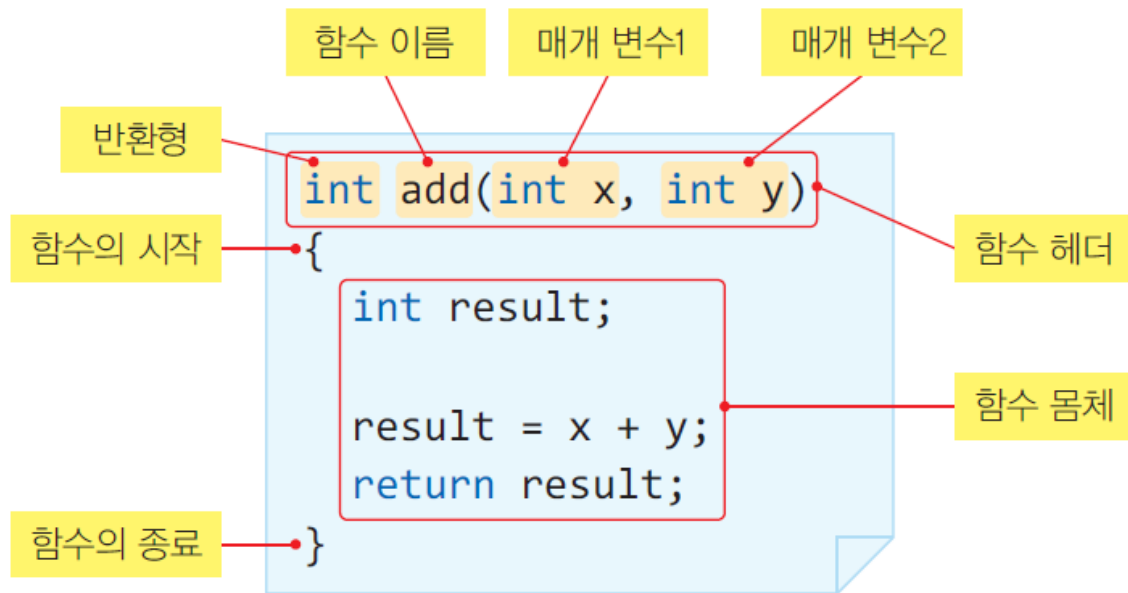 함수 이름 매개 변수1 매개 변수2
반환형
int add(int x, int y)
함수의 시작
{
함수 헤더
int result;
result = x + y;
함수 몸체
return result;
함수의 종료
}